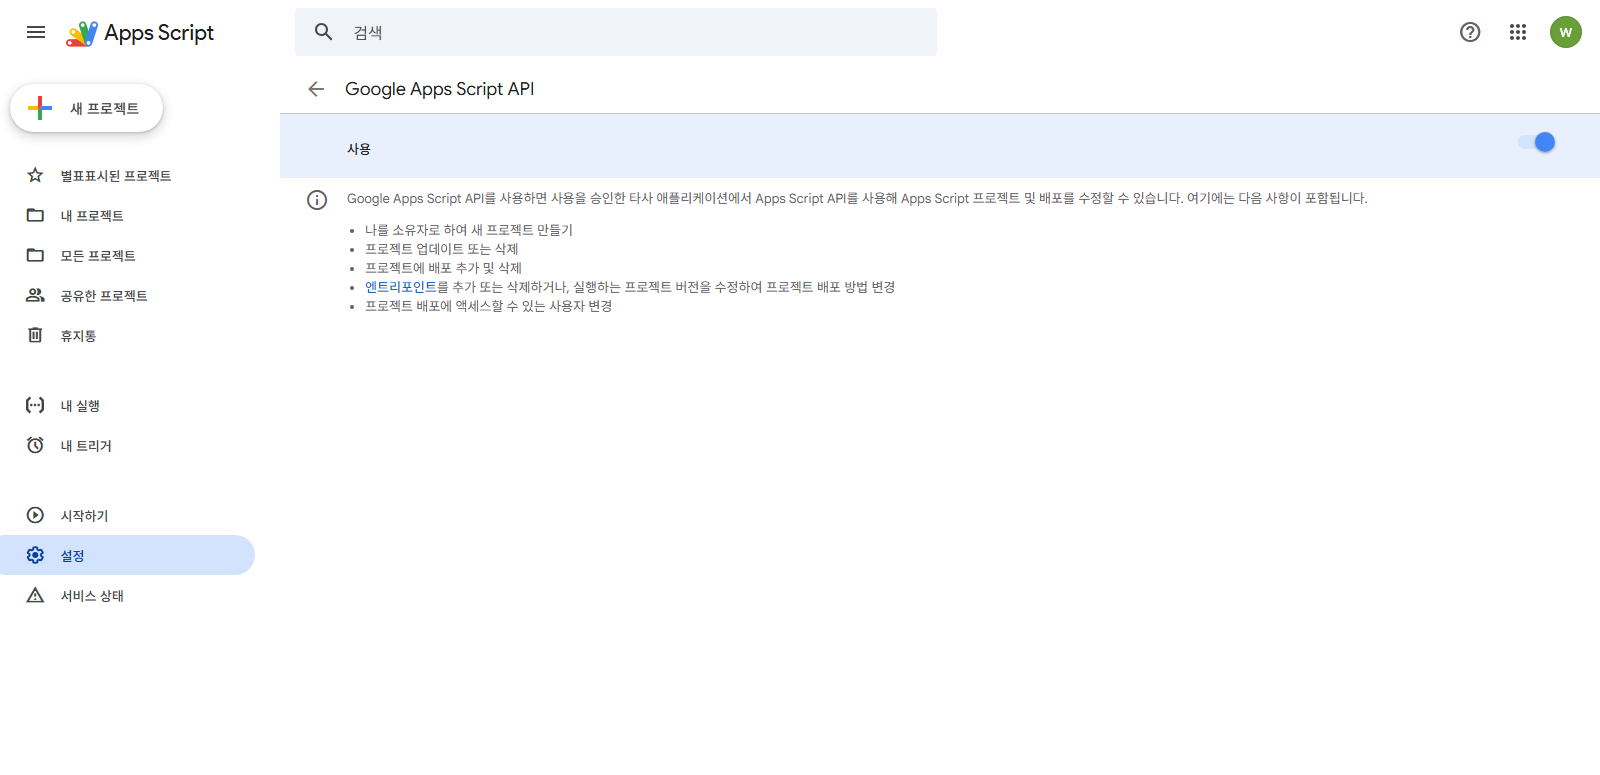 Apps Script
검색
W
새 프로젝트
별표표시된 프로젝트
내 프로젝트
모든 프로젝트
공유한 프로젝트
휴지통
내 실행
내 트리거
시작하기
설정
서비스 상태
Google Apps Script API
사용
Google Apps Script API를 사용하면 사용을 승인한 타사 애플리케이션에서 Apps Script API를 사용해 Apps Script 프로젝트 및 배포를 수정할 수 있습니다. 여기에는 다음 사항이 포함됩니다.
• 나를 소유자로 하여 새 프로젝트 만들기
• 프로젝트 업데이트 또는 삭제
• 프로젝트에 배포 추가 및 삭제
• 엔트리포인트를 추가 또는 삭제하거나, 실행하는 프로젝트 버전을 수정하여 프로젝트 배포 방법 변경
• 프로젝트 배포에 액세스할 수 있는 사용자 변경